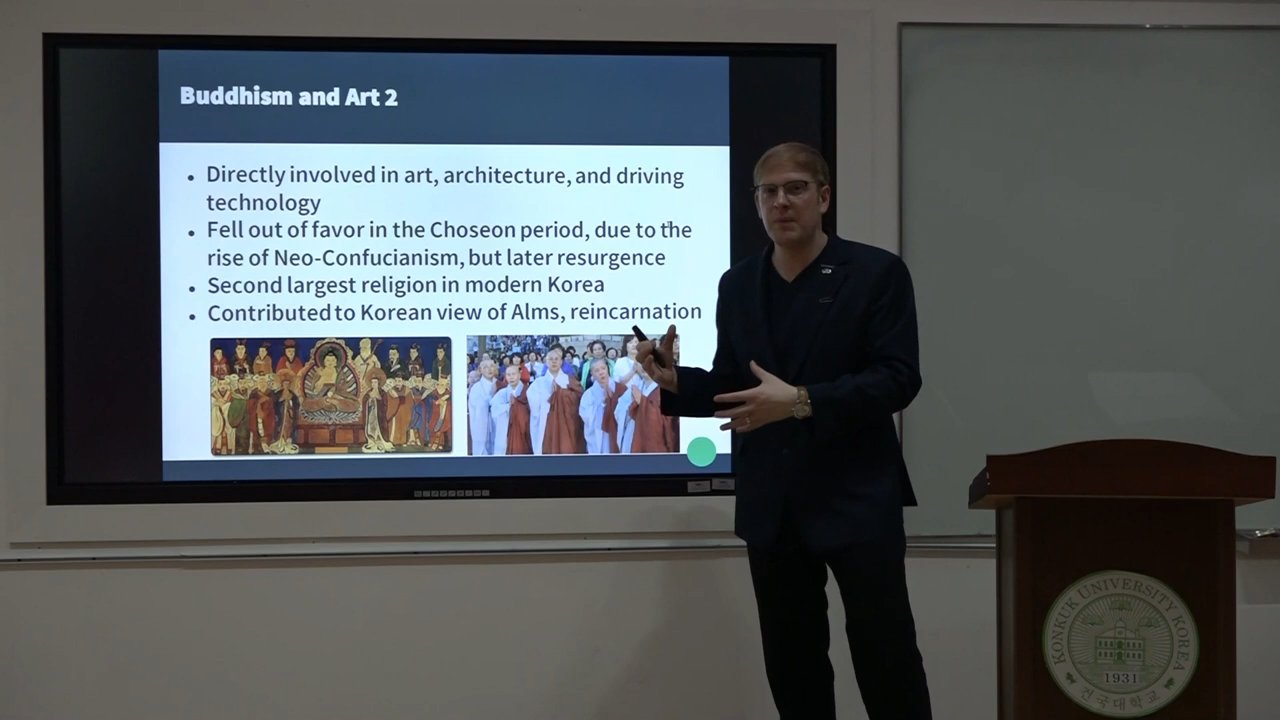 Buddhism and Art 2
• Directly involved in art, architecture, and driving
technology
• Fell out of favor in the Choseon period, due to the
rise of Neo-Confucianism, but later resurgence
• Second largest religion in modern Korea
• Contributed to Korean view of Alms, reincarnation
KONKUK UNIVERSITY KOREA
1931
건국대학교